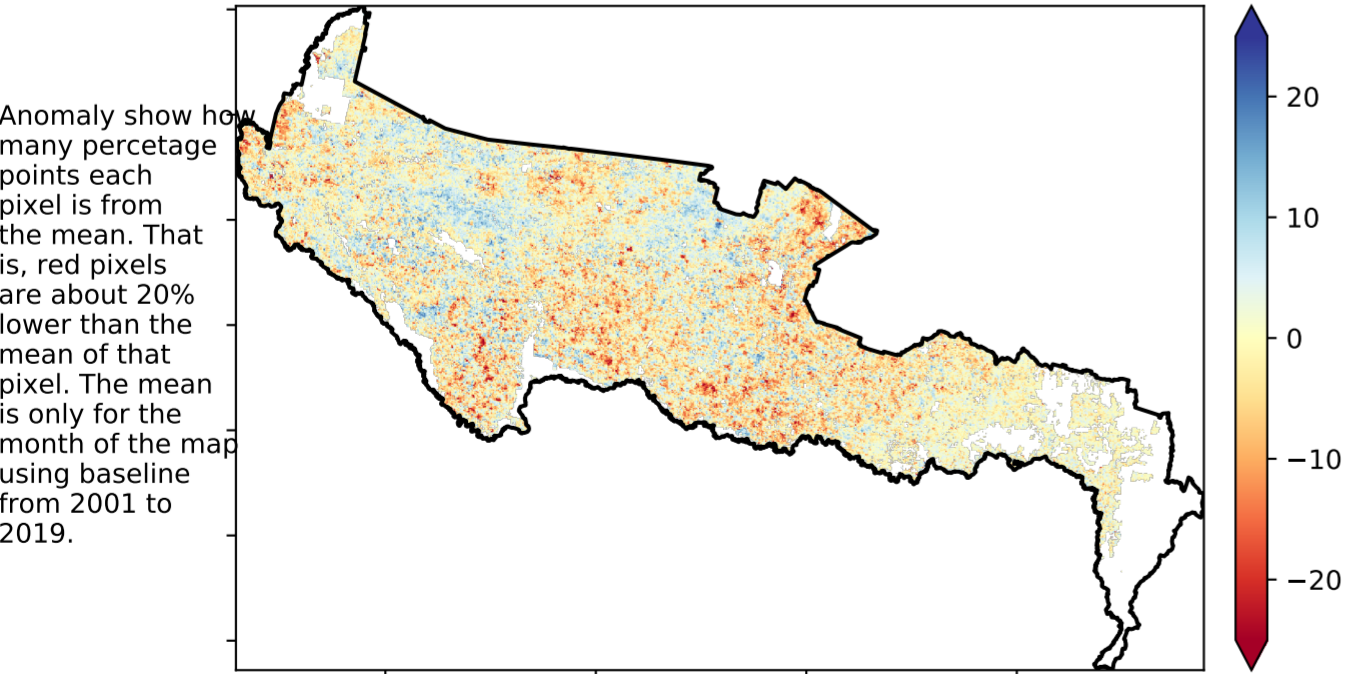 Anomaly show how
many percetage
points each
pixel is from
the mean. That
is, red pixels
are about 20%
lower than the
mean of that
pixel. The mean
is only for the
month of the map
using baseline
from 2001 to
2019.
20
10
0
−10
−20